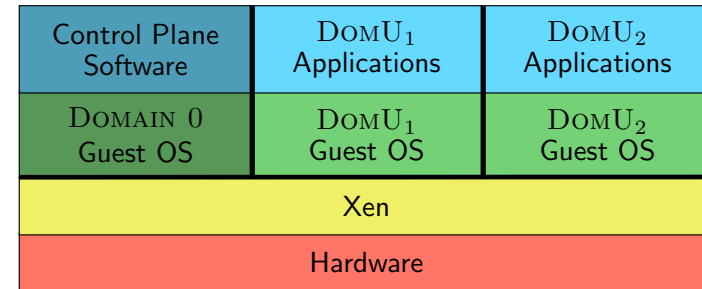 Control Plane
Software
DomU₁
Applications
DomU₂
Applications
Domain 0
Guest OS
DomU₁
Guest OS
DomU₂
Guest OS
Xen
Hardware